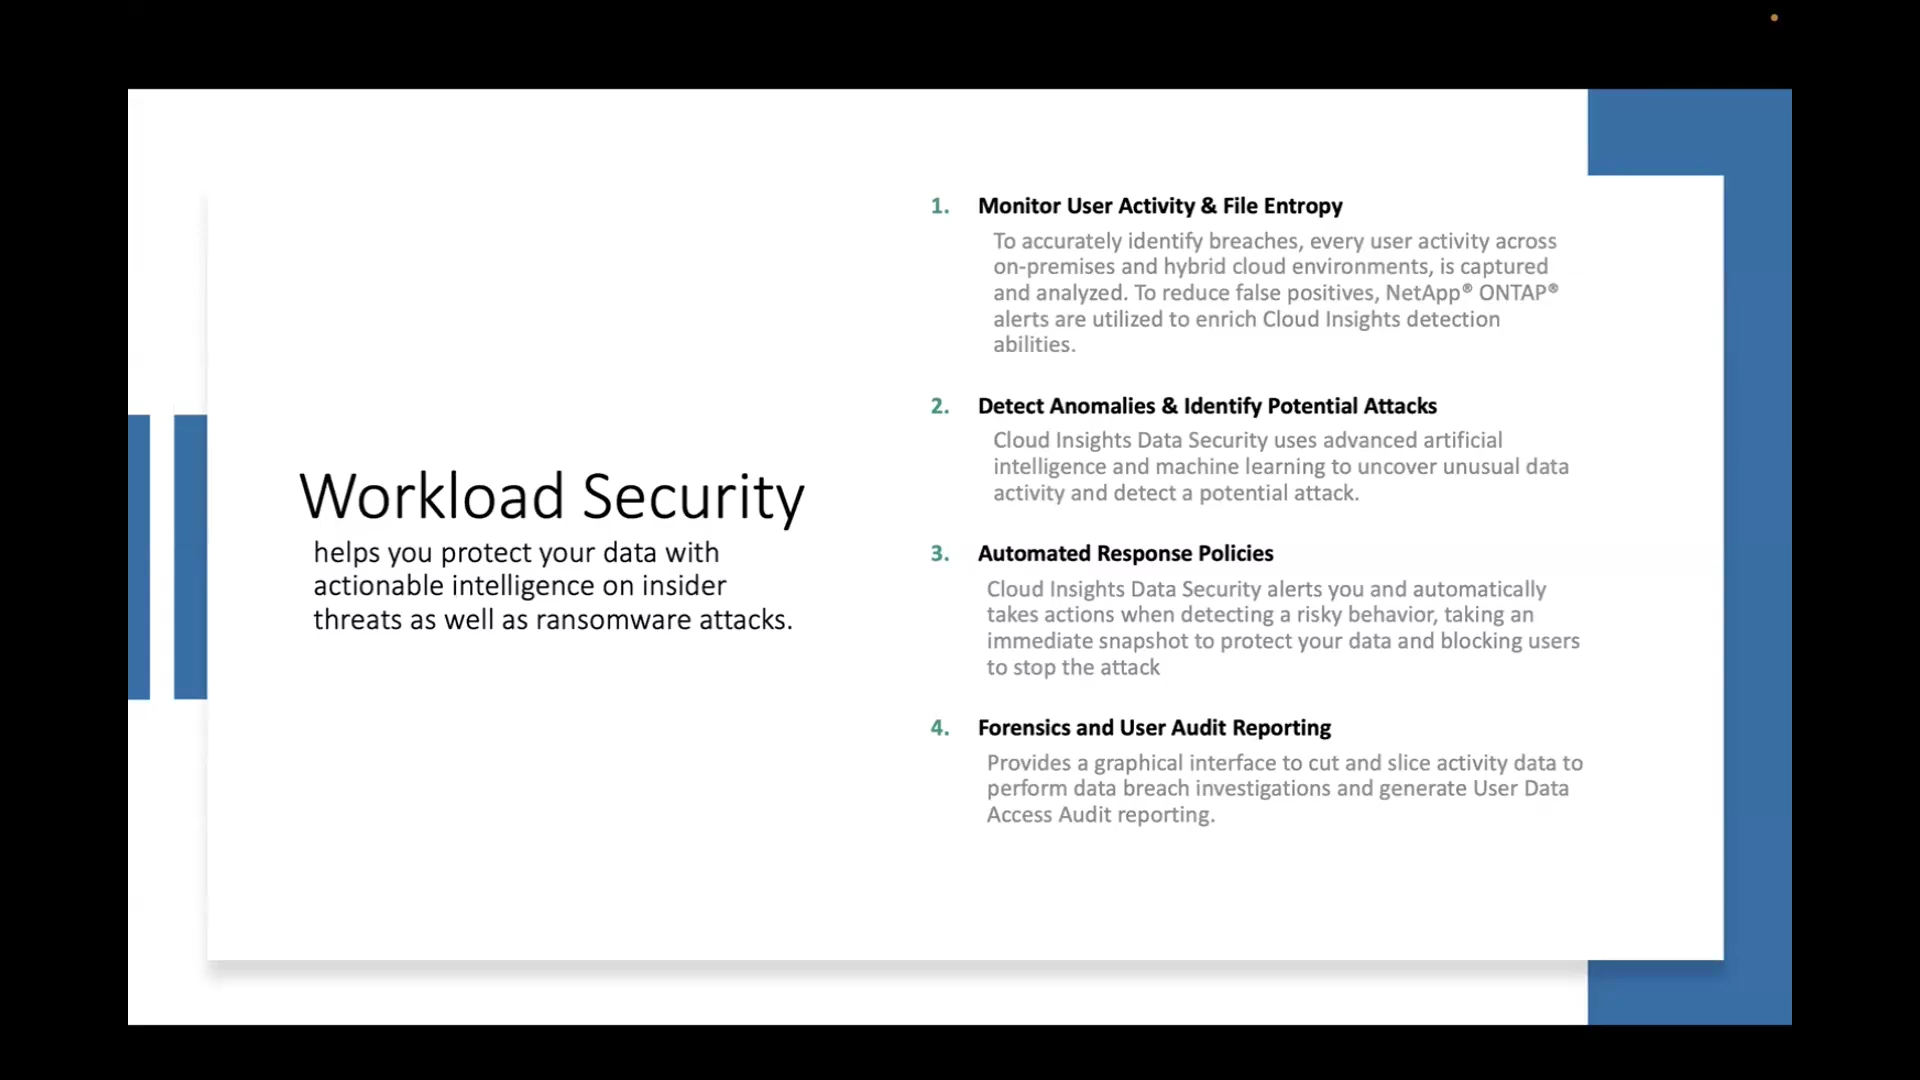 Workload Security
helps you protect your data with
actionable intelligence on insider
threats as well as ransomware attacks.
1. Monitor User Activity & File Entropy
To accurately identify breaches, every user activity across
on-premises and hybrid cloud environments, is captured
and analyzed. To reduce false positives, NetApp® ONTAP®
alerts are utilized to enrich Cloud Insights detection
abilities.
2. Detect Anomalies & Identify Potential Attacks
Cloud Insights Data Security uses advanced artificial
intelligence and machine learning to uncover unusual data
activity and detect a potential attack.
3. Automated Response Policies
Cloud Insights Data Security alerts you and automatically
takes actions when detecting a risky behavior, taking an
immediate snapshot to protect your data and blocking users
to stop the attack
4. Forensics and User Audit Reporting
Provides a graphical interface to cut and slice activity data to
perform data breach investigations and generate User Data
Access Audit reporting.